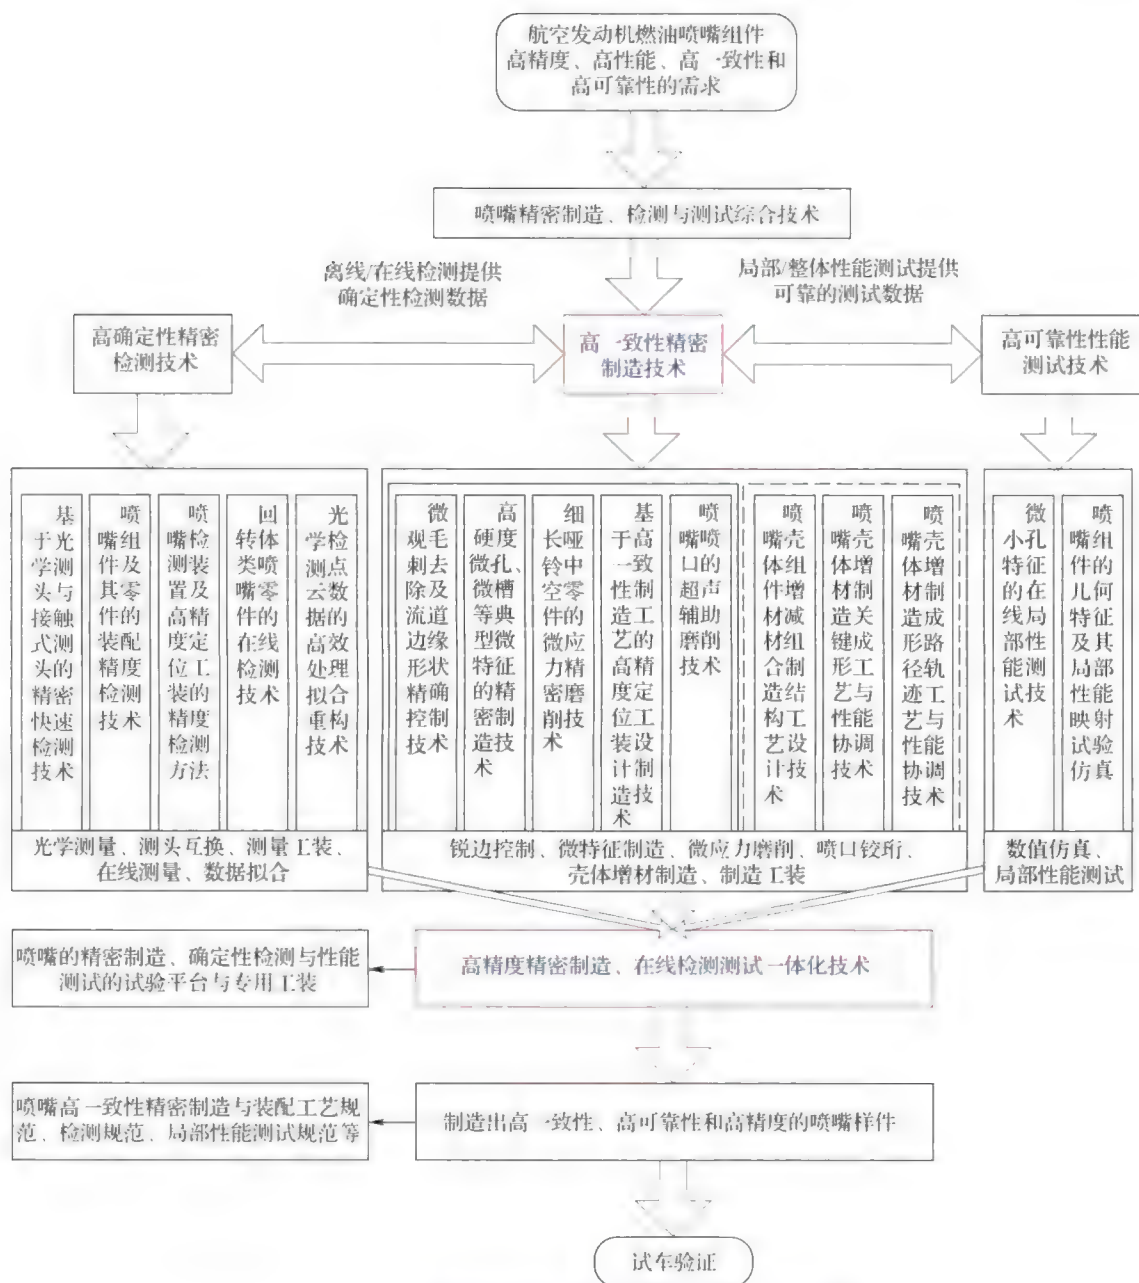 航空发动机燃油喷嘴组件
高精度、高性能、高一致性和
高可靠性的需求
喷嘴精密制造、检测与测试综合技术
离线/在线检测提供
确定性检测数据
局部/整体性能测试提供
可靠的测试数据
高确定性精密
检测技术
高一致性精密
制造技术
高可靠性性能
测试技术
基于光学测头与接触式测头的精密快速检测技术
喷嘴组件及其零件的装配精度检测技术
喷嘴检测装置及高精度定位工装的精度检测方法
回转体类喷嘴零件的在线检测技术
光学检测点云数据的高效处理拟合重构技术
微观毛刺去除及流道边缘形状精确控制技术
高硬度微孔、微槽等典型微特征的精密制造技术
细长哑铃中空零件的微应力精密磨削技术
基于高一致性制造工艺的高精度定位工装设计制造技术
喷嘴喷口的超声辅助磨削技术
喷嘴壳体组件增材减材组合制造结构工艺设计技术
喷嘴壳体增材制造关键成形工艺与性能协调技术
喷嘴壳体增材制造成形路径轨迹工艺与性能协调技术
微小孔特征的在线局部性能测试技术
喷嘴组件的几何特征及其局部性能映射试验仿真
光学测量、测头互换、测量工装、
在线测量、数据拟合
锐边控制、微特征制造、微应力磨削、喷口铰珩、
壳体增材制造、制造工装
数值仿真、
局部性能测试
喷嘴的精密制造、确定性检测与性能
测试的试验平台与专用工装
高精度精密制造、在线检测测试一体化技术
喷嘴高一致性精密制造与装配工艺规
范、检测规范、局部性能测试规范等
制造出高一致性、高可靠性和高精度的喷嘴样件
试车验证